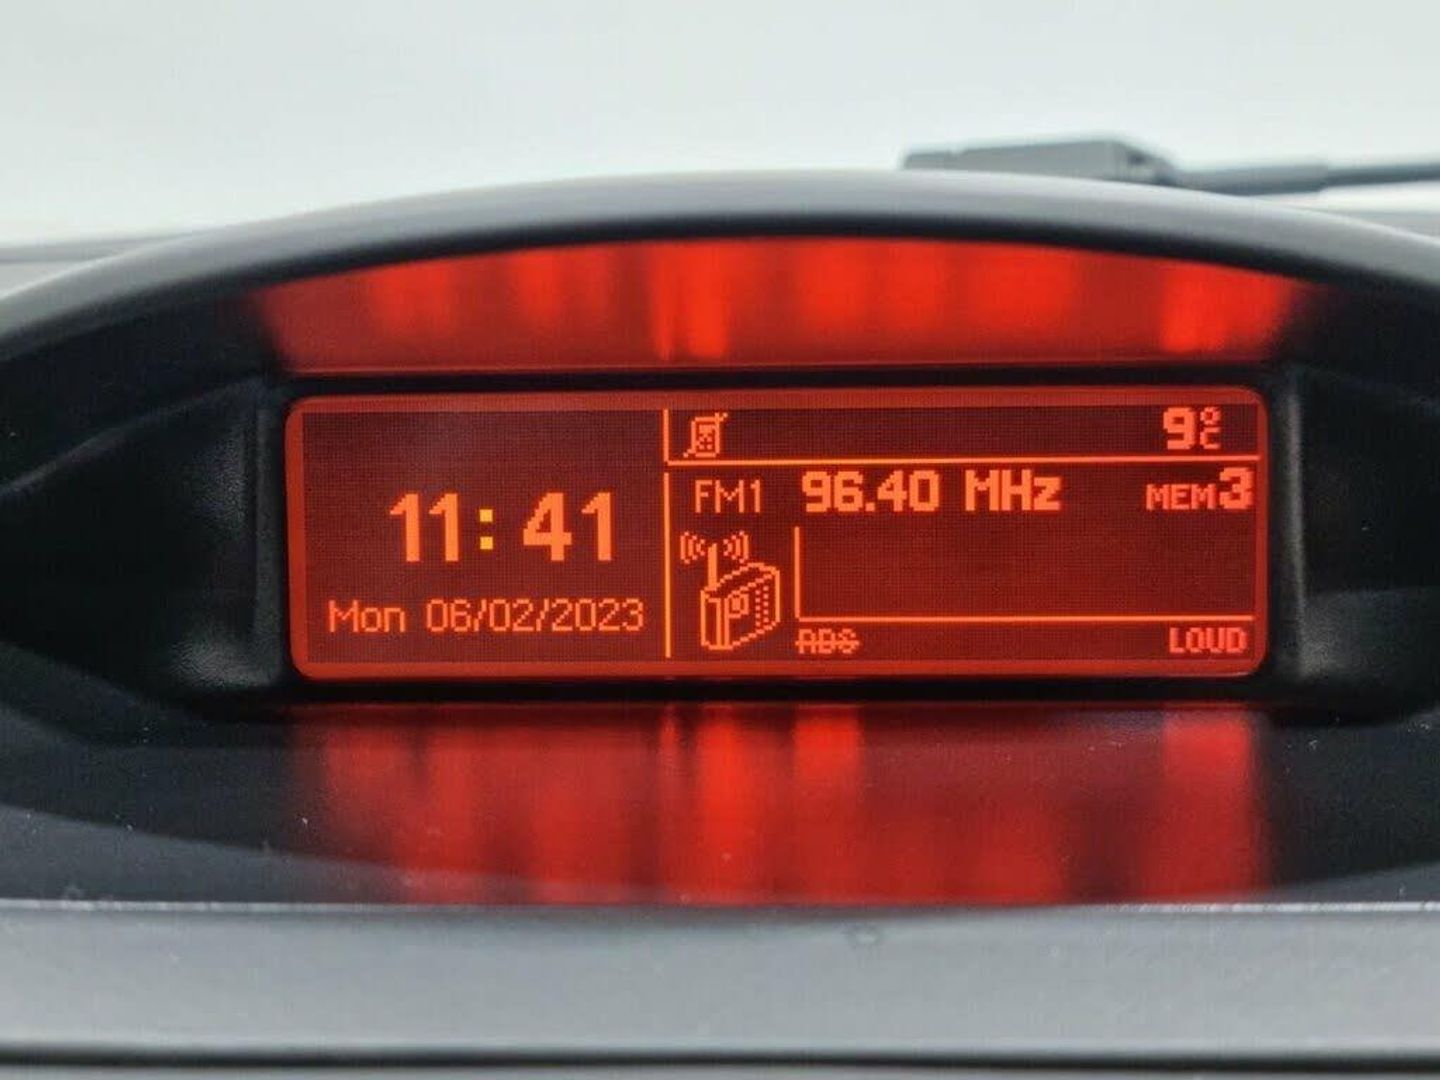 11:41
Mon 06/02/2023
9°C
FM1 96.40 MHz MEM3
RDS LOUD